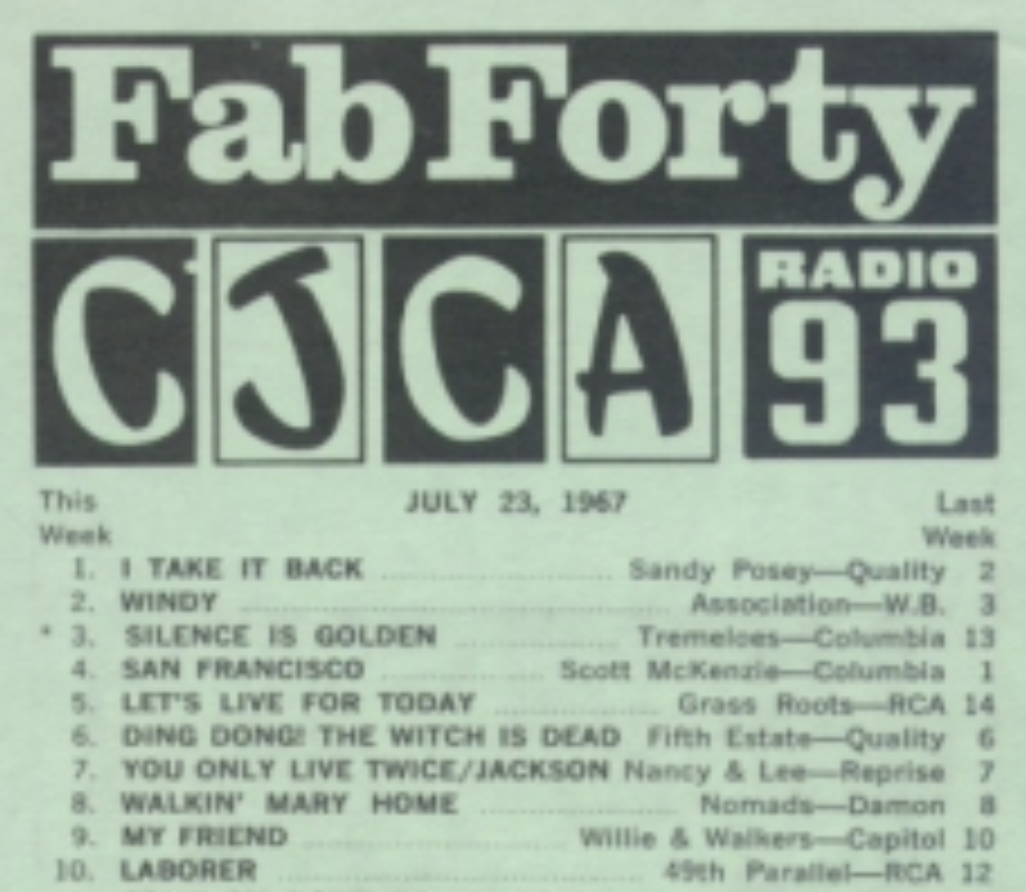 Fab Forty
CJCA RADIO 93
This Week JULY 23, 1967 Last Week
1. I TAKE IT BACK Sandy Posey—Quality 2
2. WINDY Association—W.B. 3
* 3. SILENCE IS GOLDEN Tremeloes—Columbia 13
4. SAN FRANCISCO Scott McKenzie—Columbia 1
5. LET'S LIVE FOR TODAY Grass Roots—RCA 14
6. DING DONG! THE WITCH IS DEAD Fifth Estate—Quality 6
7. YOU ONLY LIVE TWICE/JACKSON Nancy & Lee—Reprise 7
8. WALKIN' MARY HOME Nomads—Damon 8
9. MY FRIEND Willie & Walkers—Capitol 10
10. LABORER 49th Parallel—RCA 12